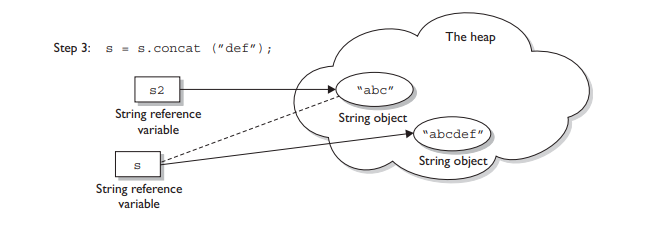 The heap
Step 3: s = s.concat ("def");
s2
"abc"
String reference
variable
String object
"abcdef"
s
String object
String reference
variable